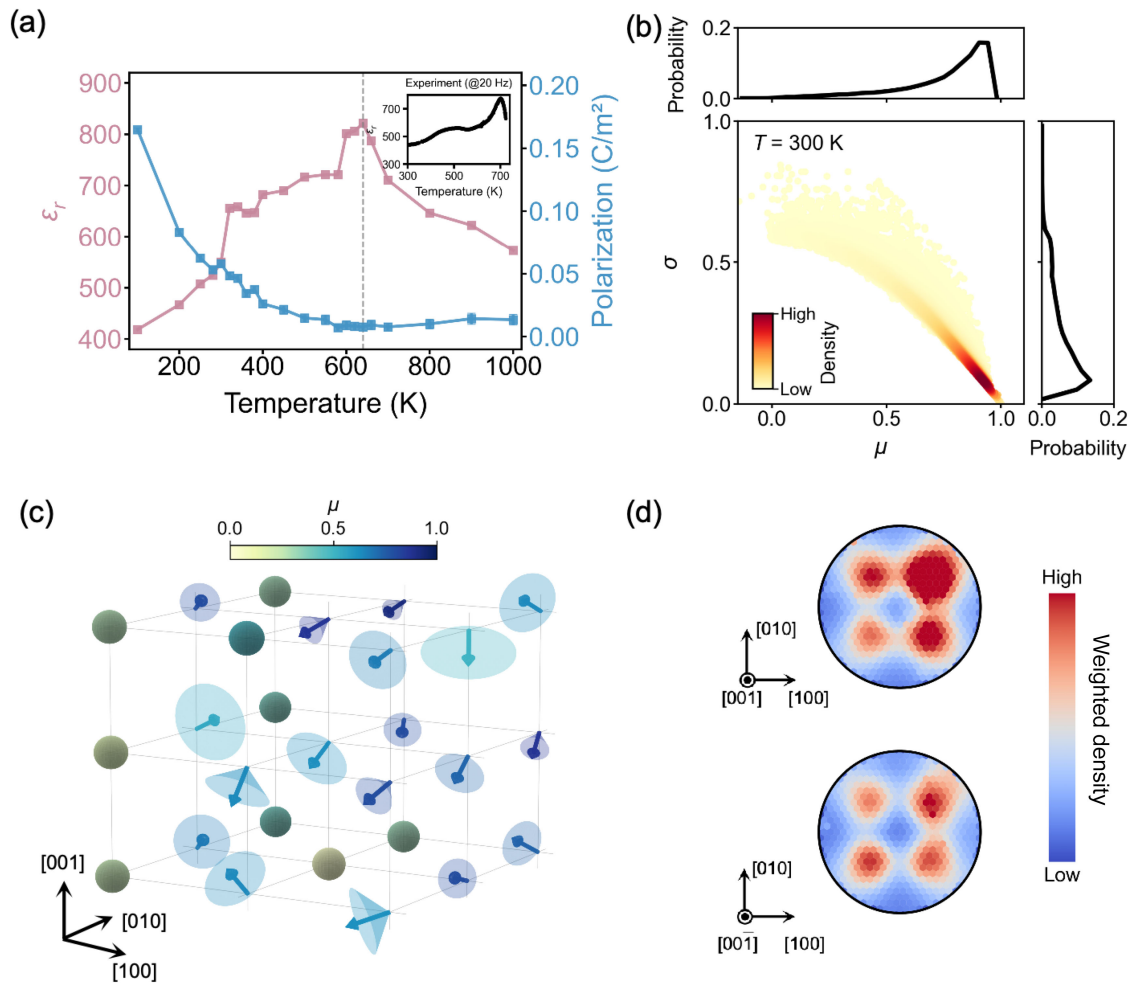 (a)
900
800
700
600
500
400
εr
Experiment (@20 Hz)
700
500
300
εr
300 500 700
Temperature (K)
0.20
0.15
0.10
0.05
0.00
Polarization (C/m²)
200 400 600 800 1000
Temperature (K)
(b)
0.2
0.0
Probability
1.0
0.5
0.0
σ
T = 300 K
High
Low
Density
0.0 0.5 1.0
μ
0.0 0.2
Probability
(c)
μ
0.0 0.5 1.0
[001]
[010]
[100]
(d)
[010]
[001] [100]
[010]
[001̄] [100]
High
Low
Weighted density